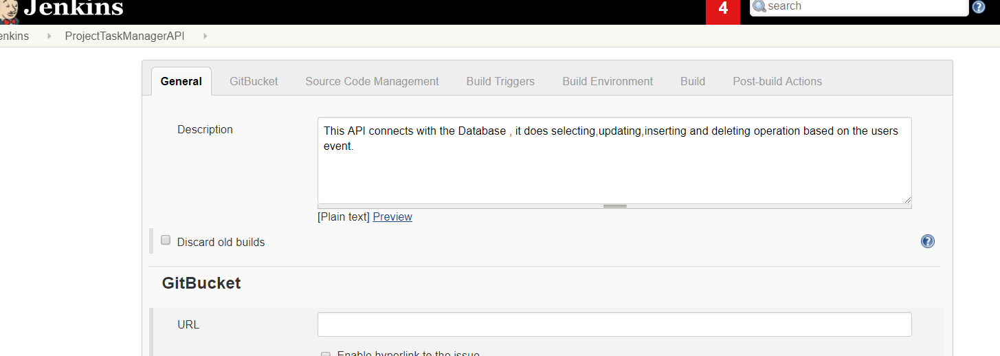 Jenkins
4
search
enkins
ProjectTaskManagerAPI
General
GitBucket
Source Code Management
Build Triggers
Build Environment
Build
Post-build Actions
Description
This API connects with the Database , it does selecting,updating,inserting and deleting operation based on the users
event.
[Plain text] Preview
Discard old builds
GitBucket
URL
Enable hyperlink to the issue